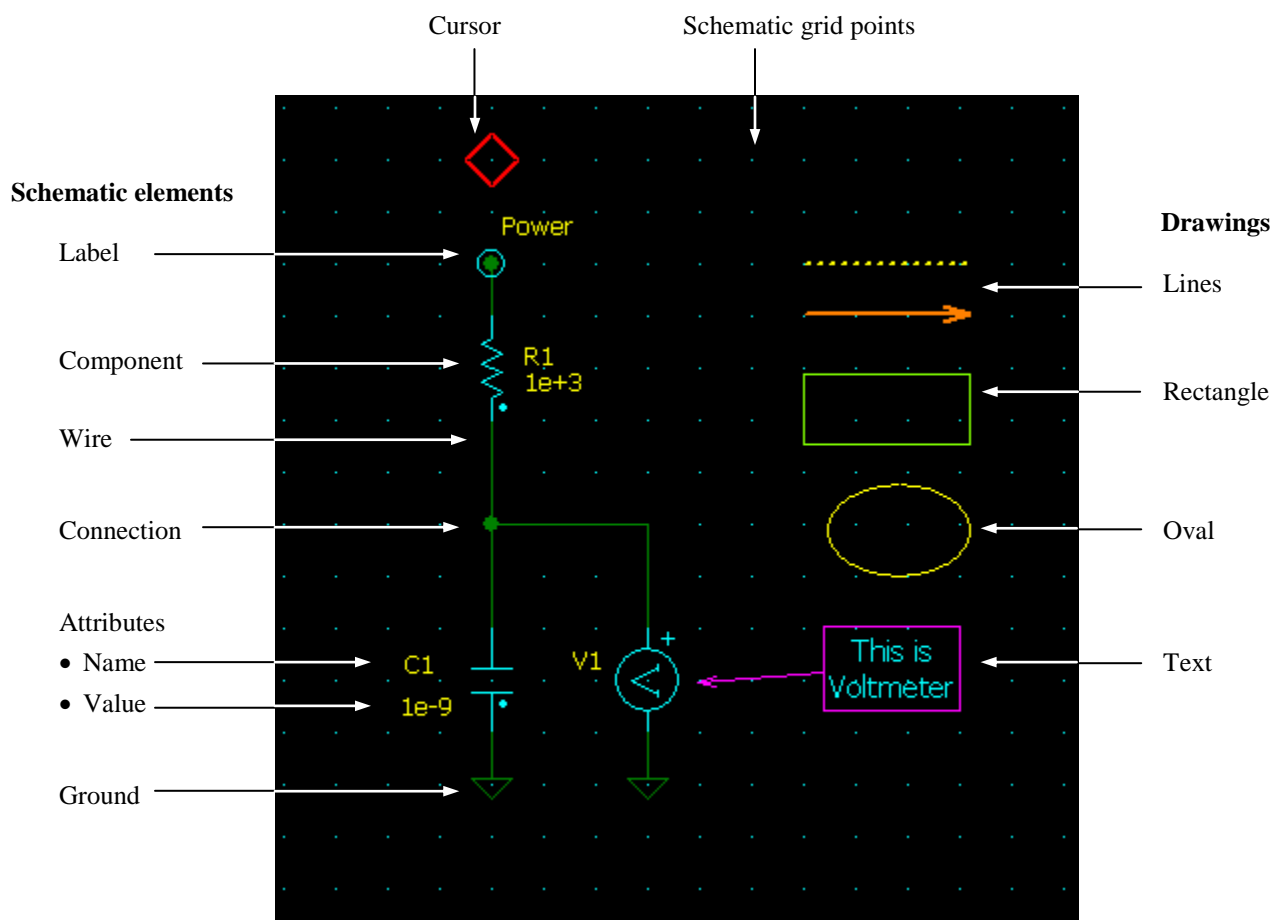 Cursor
Schematic grid points
Schematic elements
Label
Component
Wire
Connection
Attributes
• Name
• Value
Ground
Power
R1
1e+3
C1
1e-9
V1
+
This is
Voltmeter
Drawings
Lines
Rectangle
Oval
Text